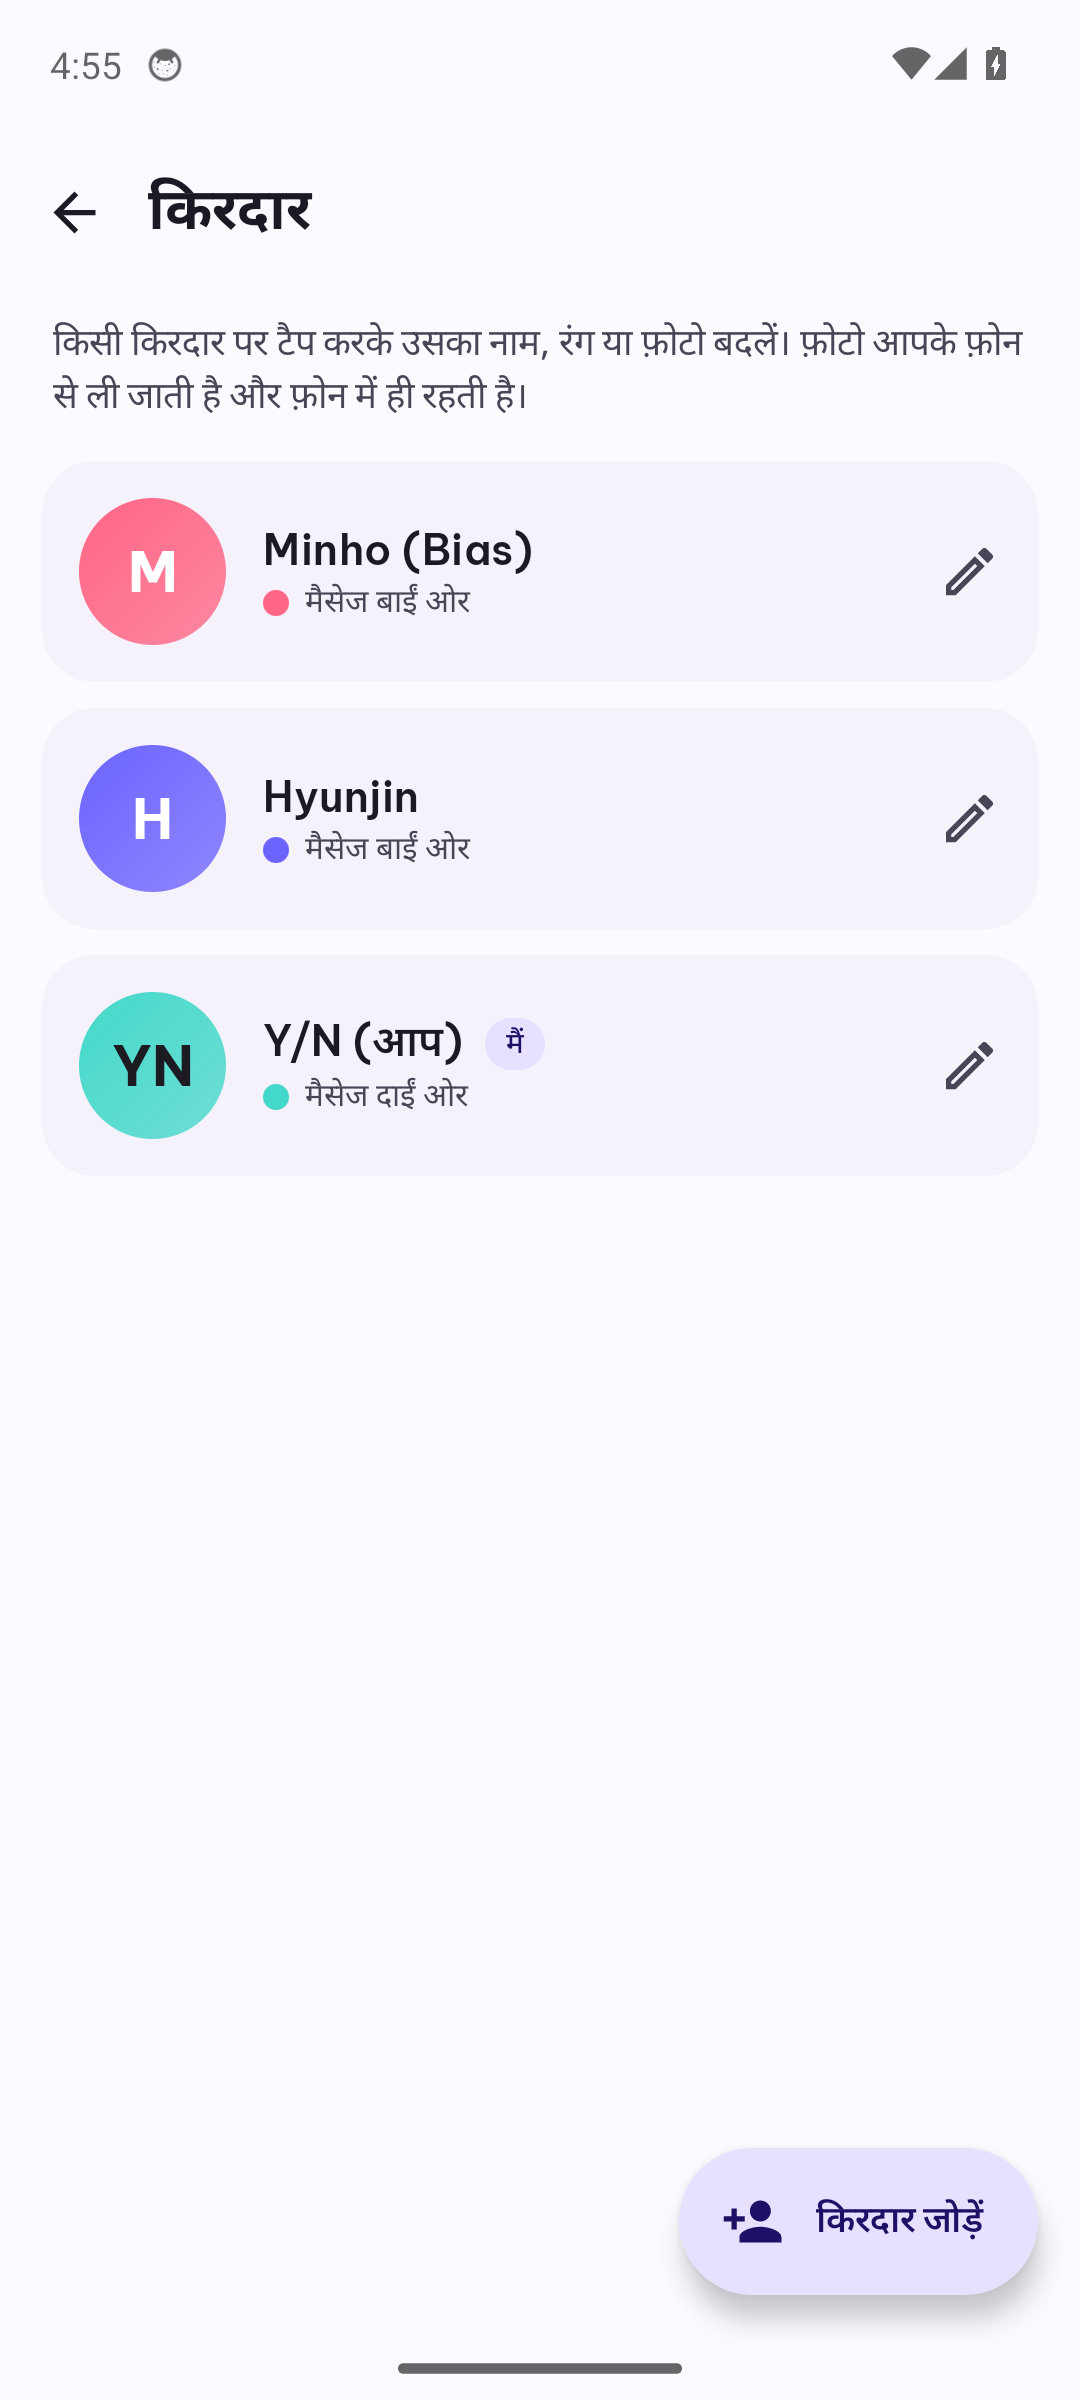 4:55
किरदार
किसी किरदार पर टैप करके उसका नाम, रंग या फ़ोटो बदलें। फ़ोटो आपके फ़ोन
से ली जाती है और फ़ोन में ही रहती है।
M
Minho (Bias)
मैसेज बाईं ओर
H
Hyunjin
मैसेज बाईं ओर
YN
Y/N (आप) मैं
मैसेज दाईं ओर
किरदार जोड़ें